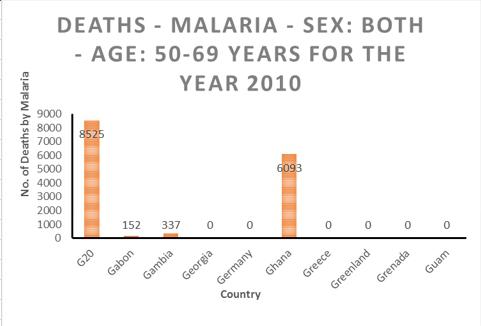 DEATHS - MALARIA - SEX: BOTH
- AGE: 50-69 YEARS FOR THE
YEAR 2010
No. of Deaths by Malaria
9000
8000
7000
6000
5000
4000
3000
2000
1000
0
8525
152
337
0
0
6093
0
0
0
0
G20
Gabon
Gambia
Georgia
Germany
Ghana
Greece
Greenland
Grenada
Guam
Country